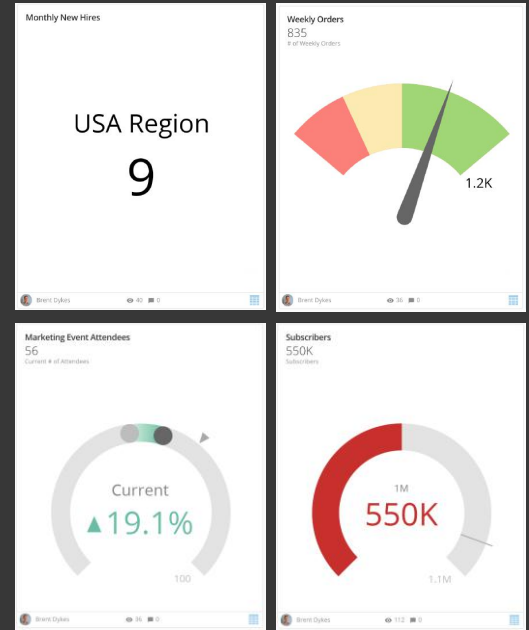 Monthly New Hires
USA Region
9
Brent Dykes
40
0
Weekly Orders
835
# of Weekly Orders
1.2K
Brent Dykes
36
0
Marketing Event Attendees
56
Current # of Attendees
Current
▲19.1%
100
Brent Dykes
36
0
Subscribers
550K
Subscribers
1M
550K
1.1M
Brent Dykes
112
0